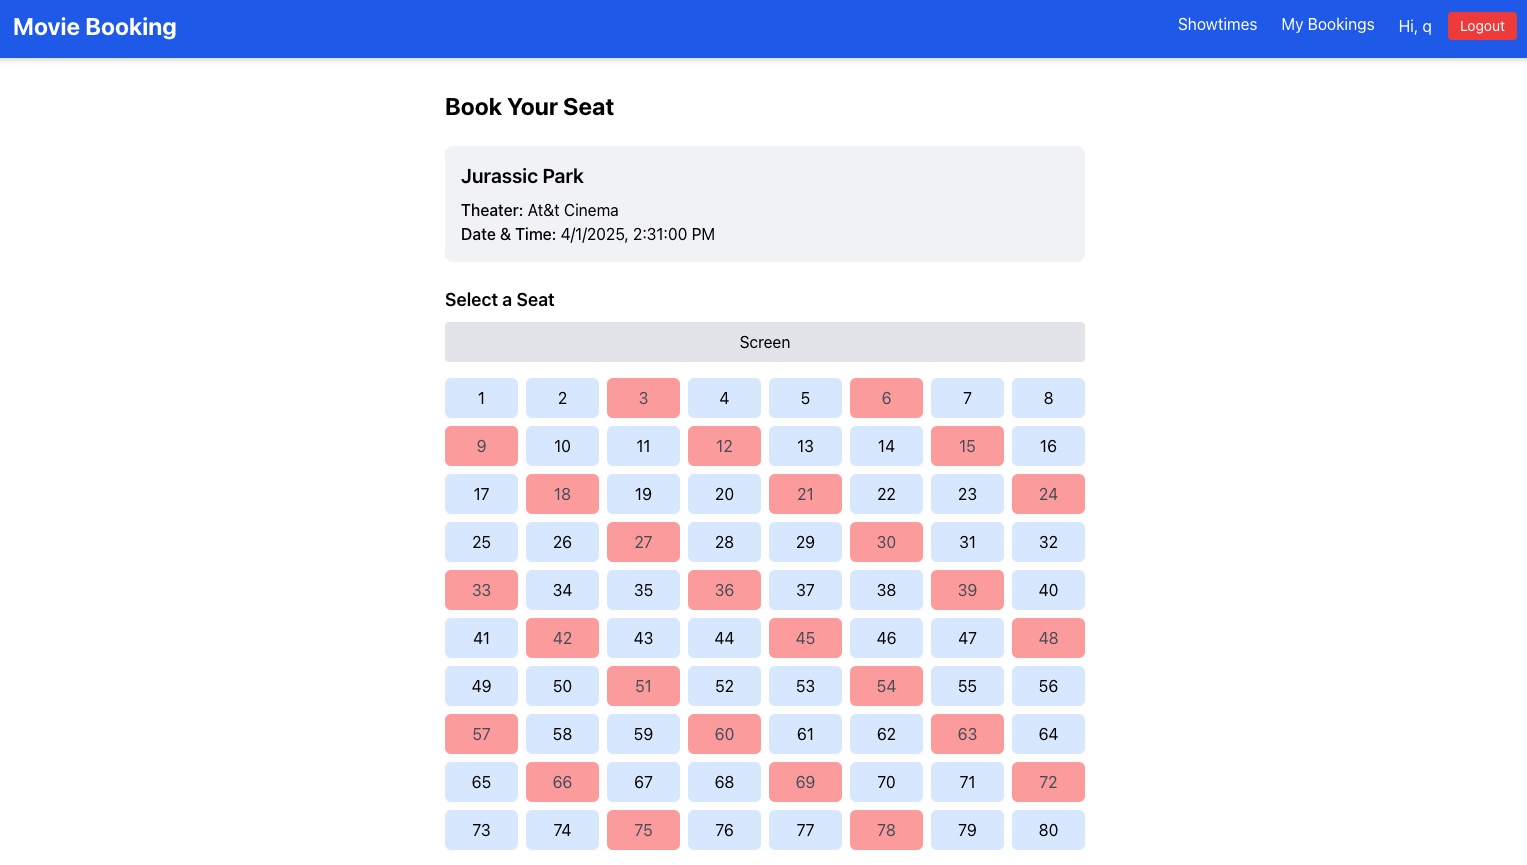 Movie Booking
Showtimes My Bookings Hi, q Logout
Book Your Seat
Jurassic Park
Theater: At&t Cinema
Date & Time: 4/1/2025, 2:31:00 PM
Select a Seat
Screen
1 2 3 4 5 6 7 8
9 10 11 12 13 14 15 16
17 18 19 20 21 22 23 24
25 26 27 28 29 30 31 32
33 34 35 36 37 38 39 40
41 42 43 44 45 46 47 48
49 50 51 52 53 54 55 56
57 58 59 60 61 62 63 64
65 66 67 68 69 70 71 72
73 74 75 76 77 78 79 80